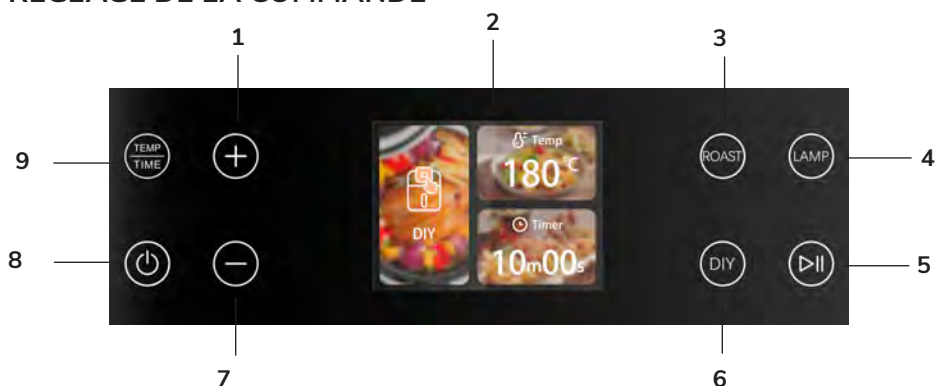 REGLAGE DE LA COMMANDE
1
2
3
9
TEMP
TIME
+
Temp
180°C
ROAST
LAMP
4
DIY
Timer
8
−
10m00s
DIY
5
7
6